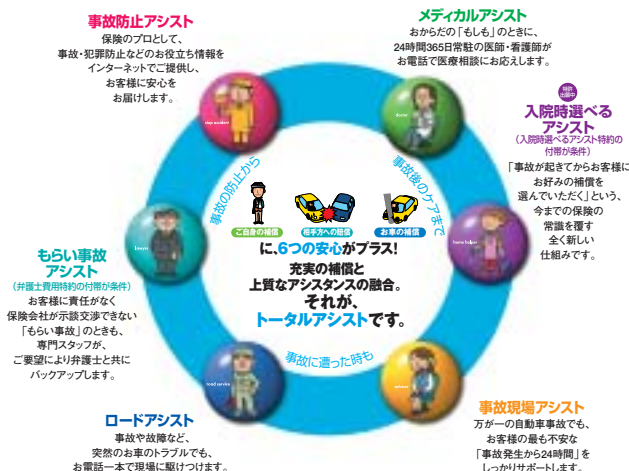 事故防止アシスト
保険のプロとして、
事故・犯罪防止などのお役立ち情報を
インターネットでご提供し、
お客様に安心を
お届けします。
メディカルアシスト
おからだの「もしも」のときに、
24時間365日常駐の医師・看護師が
お電話で医療相談にお応えします。
stop accident
doctor
特許
出願中
入院時選べる
アシスト
(入院時選べるアシスト特約の
付帯が条件)
「事故が起きてからお客様に
お好みの補償を
選んでいただく」という、
今までの保険の
常識を覆す
全く新しい
仕組みです。
home helper
事故の防止から
事故後のケアまで
ご自身の補償
相手方への賠償
お車の補償
に、6つの安心がプラス!
充実の補償と
上質なアシスタンスの融合。
それが、
トータルアシストです。
事故に遭った時も
lawyer
もらい事故
アシスト
(弁護士費用特約の付帯が条件)
お客様に責任がなく
保険会社が示談交渉できない
「もらい事故」のときも、
専門スタッフが、
ご要望により弁護士と共に
バックアップします。
road service
ロードアシスト
事故や故障など、
突然のお車のトラブルでも、
お電話一本で現場に駆けつけます。
事故現場アシスト
万が一の自動車事故でも、
お客様の最も不安な
「事故発生から24時間」を
しっかりサポートします。